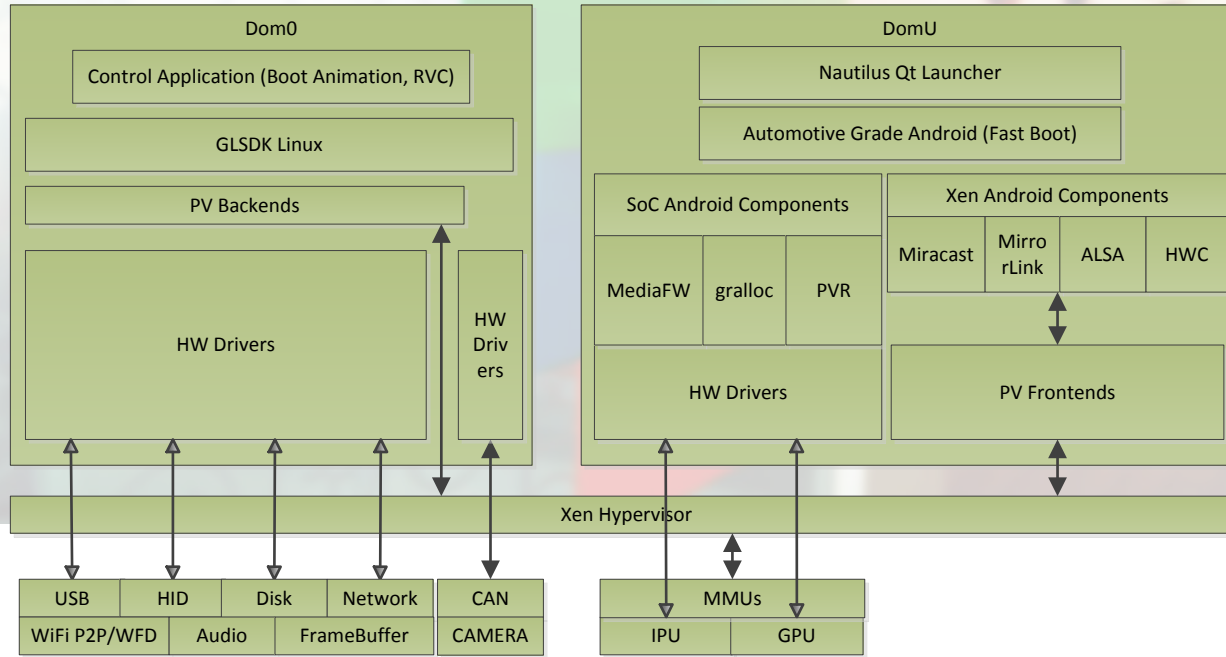 Dom0
Control Application (Boot Animation, RVC)
GLSDK Linux
PV Backends
HW Drivers
HW
Driv
ers
DomU
Nautilus Qt Launcher
Automotive Grade Android (Fast Boot)
SoC Android Components
MediaFW
gralloc
PVR
HW Drivers
Xen Android Components
Miracast
Mirro
rLink
ALSA
HWC
PV Frontends
Xen Hypervisor
USB
HID
Disk
Network
WiFi P2P/WFD
Audio
FrameBuffer
CAN
CAMERA
MMUs
IPU
GPU